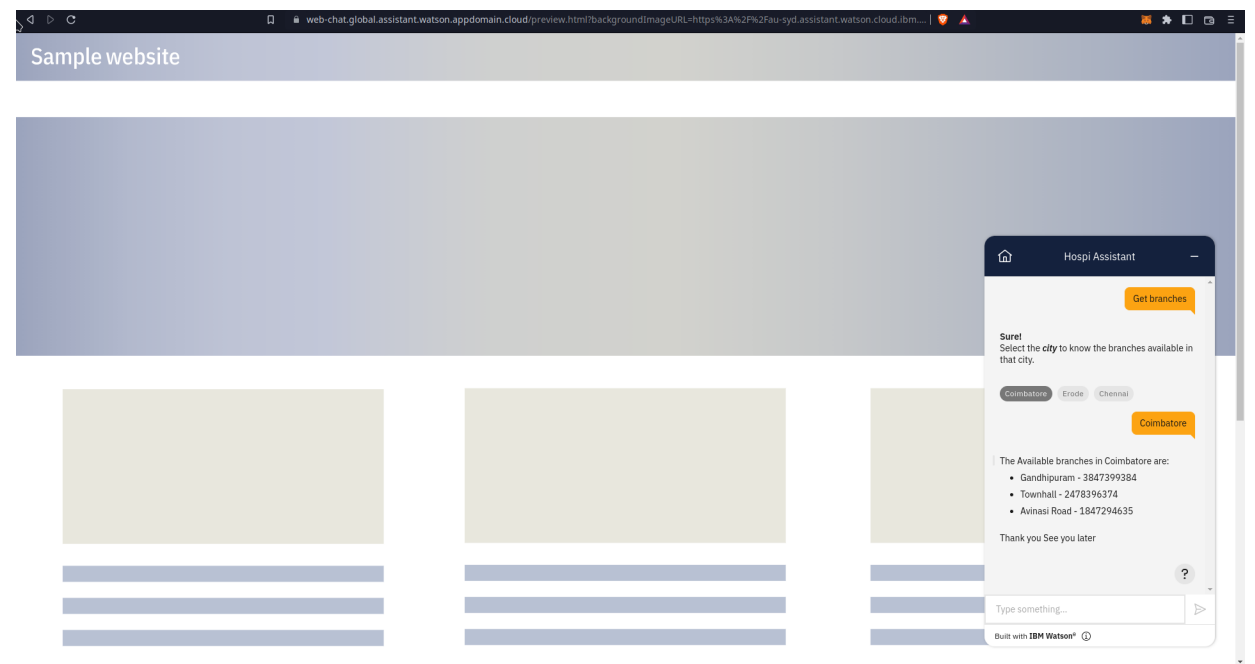 web-chat.global.assistant.watson.appdomain.cloud/preview.html?backgroundImageURL=https%3A%2F%2Fau-syd.assistant.watson.cloud.ibm....
Sample website
Hospi Assistant
Get branches
Sure!
Select the city to know the branches available in
that city.
Coimbatore Erode Chennai
Coimbatore
The Available branches in Coimbatore are:
• Gandhipuram - 3847399384
• Townhall - 2478396374
• Avinasi Road - 1847294635
Thank you See you later
?
Type something...
Built with IBM Watson®